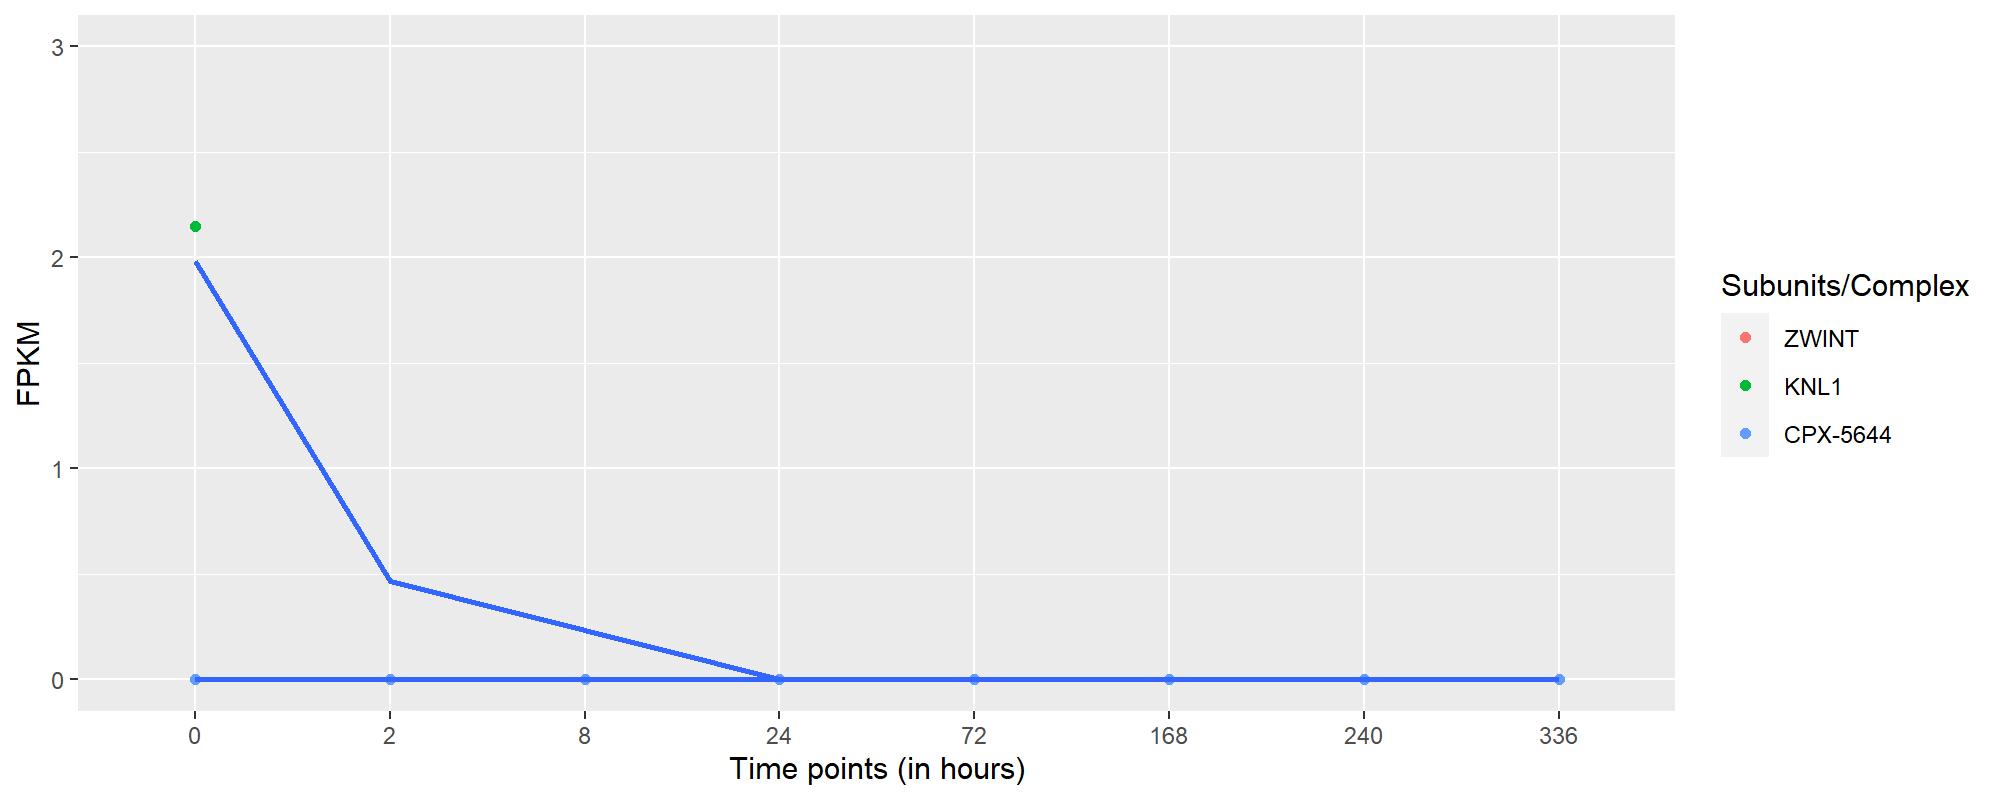 3
2
1
0
FPKM
0 2 8 24 72 168 240 336
Time points (in hours)
Subunits/Complex
ZWINT
KNL1
CPX-5644